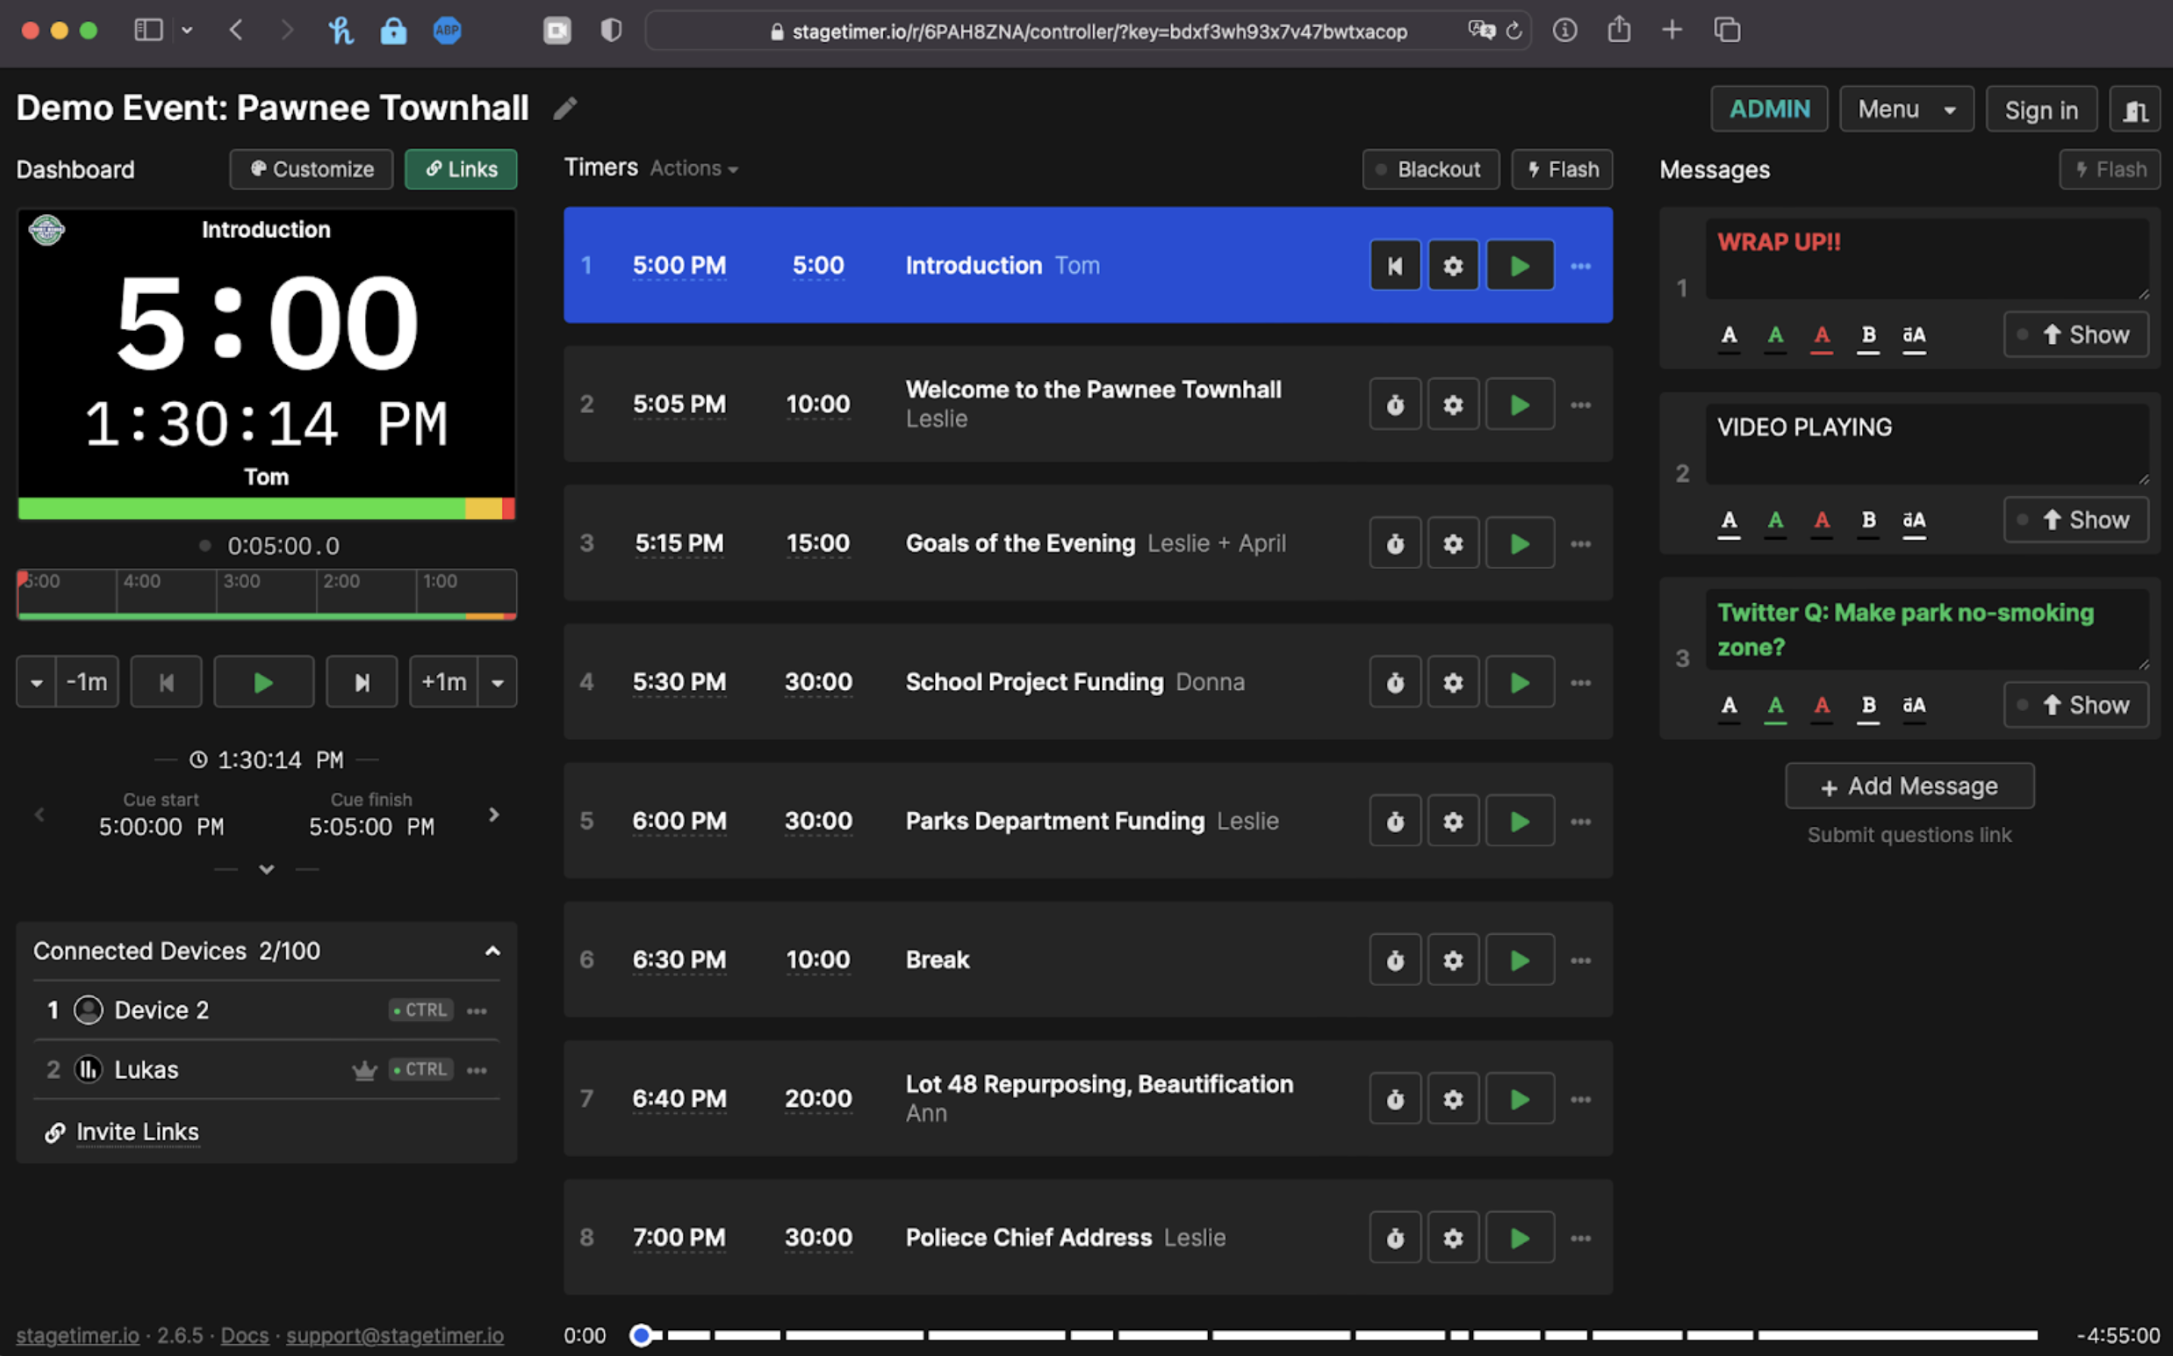 stagetimer.io/r/6PAH8ZNA/controller/?key=bdxf3wh93x7v47bwtxacop
ABP
Demo Event: Pawnee Townhall
ADMIN
Menu
Sign in
Dashboard
Customize
Links
Introduction
5:00
1:30:14 PM
Tom
0:05:00.0
5:00 4:00 3:00 2:00 1:00
-1m
+1m
1:30:14 PM
Cue start
5:00:00 PM
Cue finish
5:05:00 PM
Connected Devices 2/100
1 Device 2 CTRL
2 Lukas CTRL
Invite Links
stagetimer.io · 2.6.5 · Docs · support@stagetimer.io
Timers Actions
Blackout
Flash
1 5:00 PM 5:00 Introduction Tom
2 5:05 PM 10:00 Welcome to the Pawnee Townhall
Leslie
3 5:15 PM 15:00 Goals of the Evening Leslie + April
4 5:30 PM 30:00 School Project Funding Donna
5 6:00 PM 30:00 Parks Department Funding Leslie
6 6:30 PM 10:00 Break
7 6:40 PM 20:00 Lot 48 Repurposing, Beautification
Ann
8 7:00 PM 30:00 Poliece Chief Address Leslie
0:00
-4:55:00
Messages
Flash
1
WRAP UP!!
A A A B aA
Show
2
VIDEO PLAYING
A A A B aA
Show
3
Twitter Q: Make park no-smoking
zone?
A A A B aA
Show
+ Add Message
Submit questions link